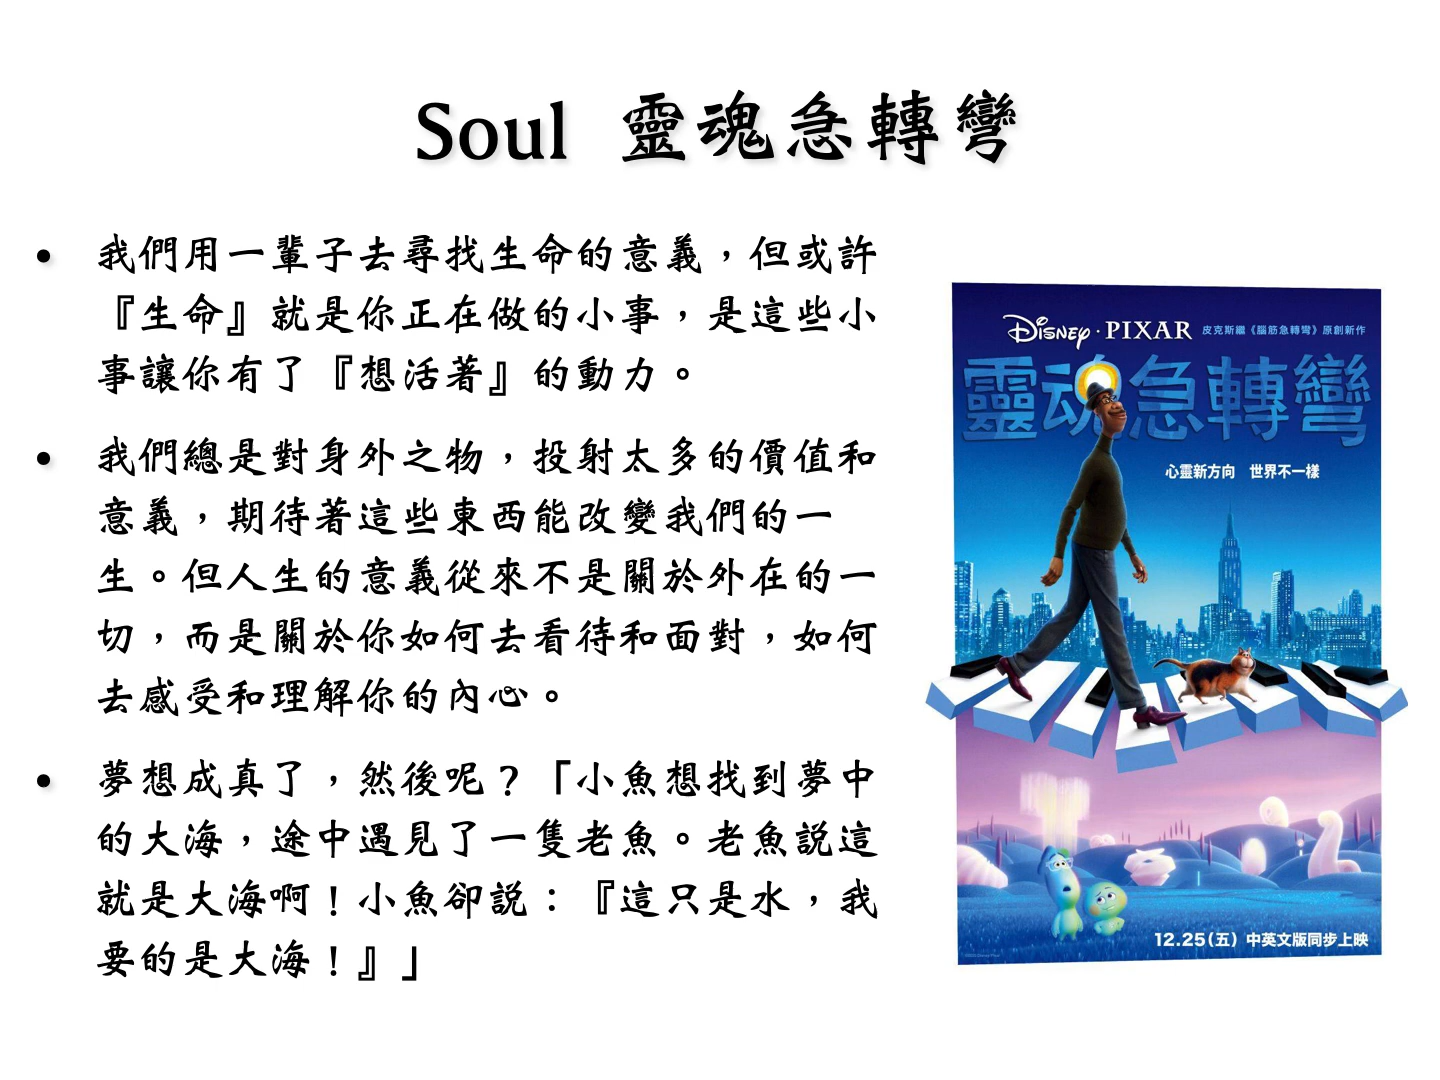 Soul 靈魂急轉彎
• 我們用一輩子去尋找生命的意義，但或許
『生命』就是你正在做的小事，是這些小
事讓你有了『想活著』的動力。
• 我們總是對身外之物，投射太多的價值和
意義，期待著這些東西能改變我們的一
生。但人生的意義從來不是關於外在的一
切，而是關於你如何去看待和面對，如何
去感受和理解你的內心。
• 夢想成真了，然後呢？「小魚想找到夢中
的大海，途中遇見了一隻老魚。老魚說這
就是大海啊！小魚卻說：『這只是水，我
要的是大海！』」
Disney · PIXAR 皮克斯繼《腦筋急轉彎》原創新作
靈魂急轉彎
心靈新方向 世界不一樣
12.25(五) 中英文版同步上映